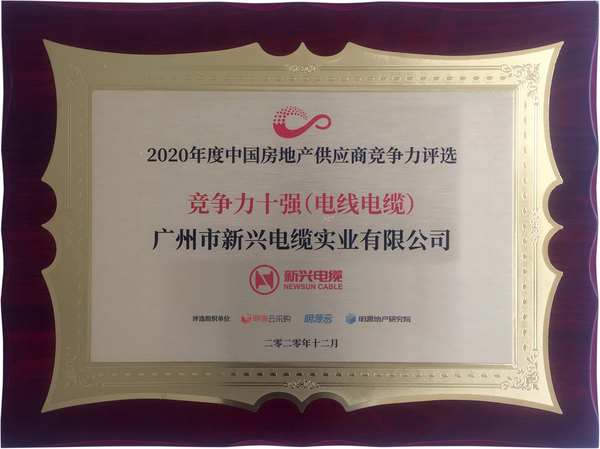 2020年度中国房地产供应商竞争力评选
竞争力十强(电线电缆)
广州市新兴电缆实业有限公司
新兴电缆
NEWSUN CABLE
评选组织单位 明源云采购 明源云 明源地产研究院
二零二零年十二月